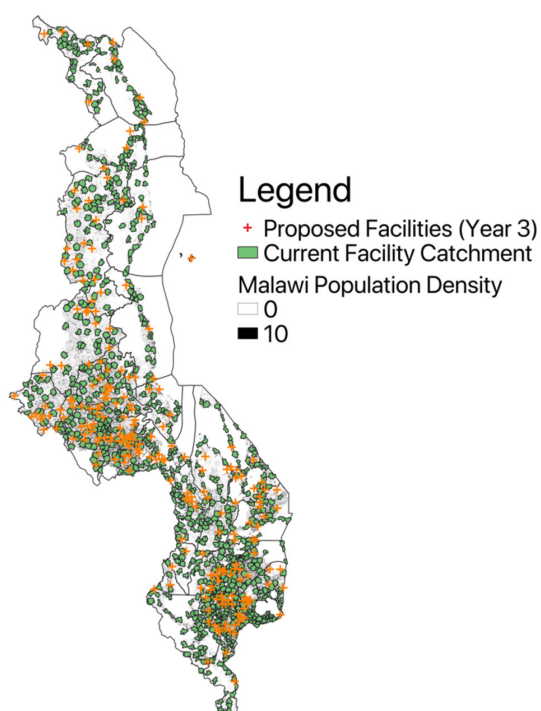 Legend
Proposed Facilities (Year 3)
Current Facility Catchment
Malawi Population Density
0
10